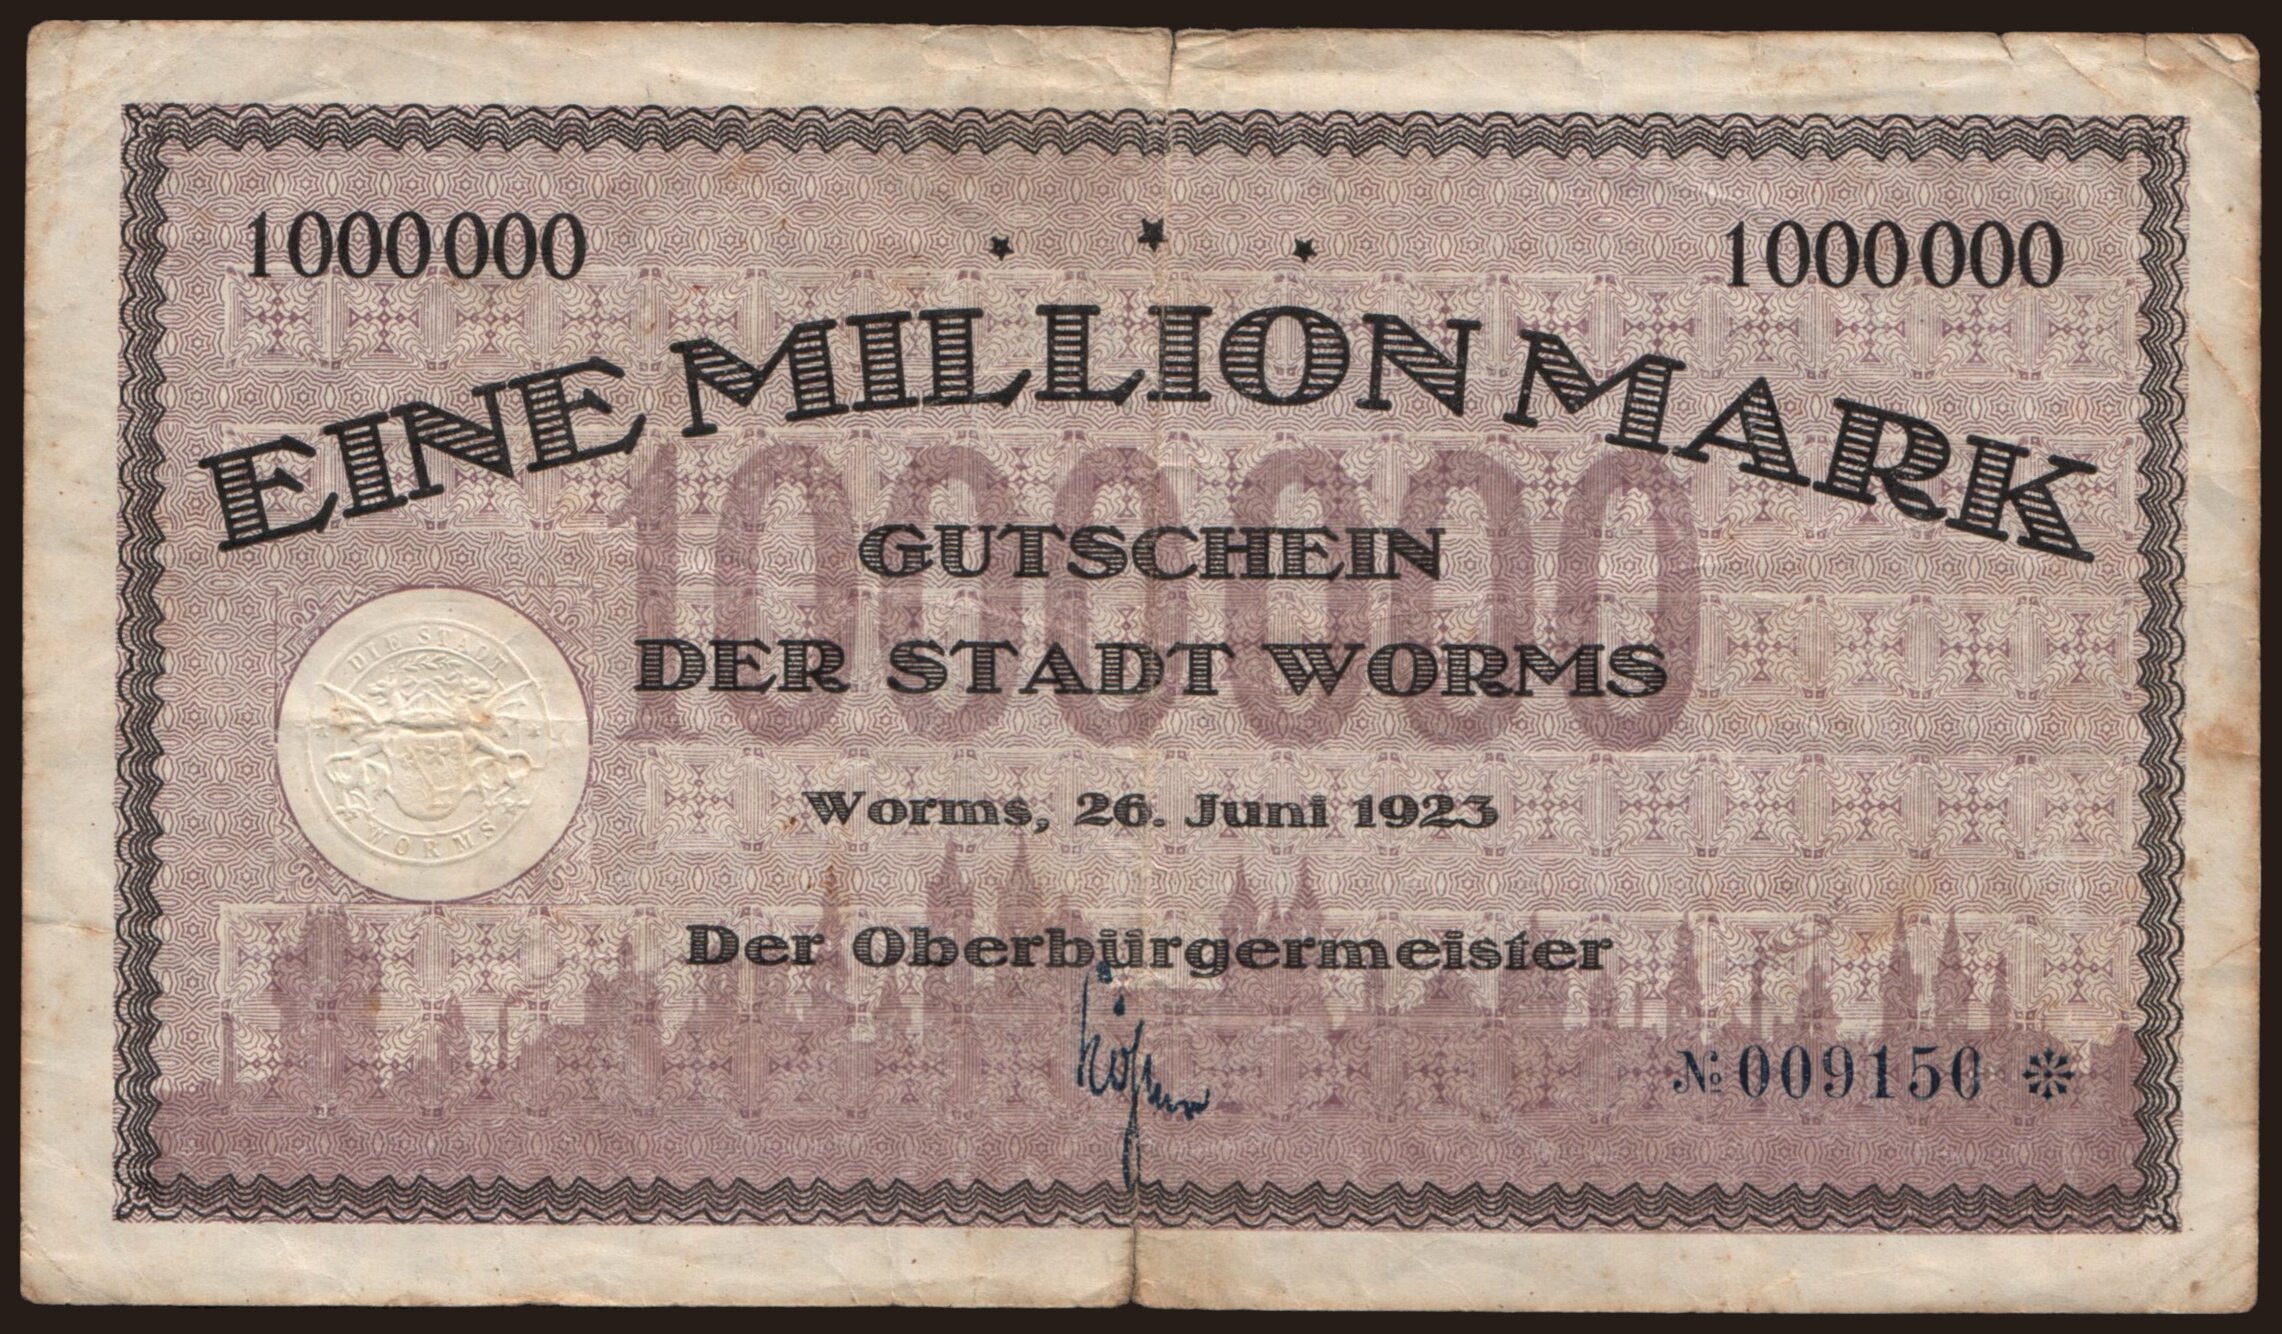 1000000 1000000
EINE MILLION MARK
1000000
GUTSCHEIN
DER STADT WORMS
DIE STADT
WORMS
Worms, 26. Juni 1923
Der Oberbürgermeister
№ 009150